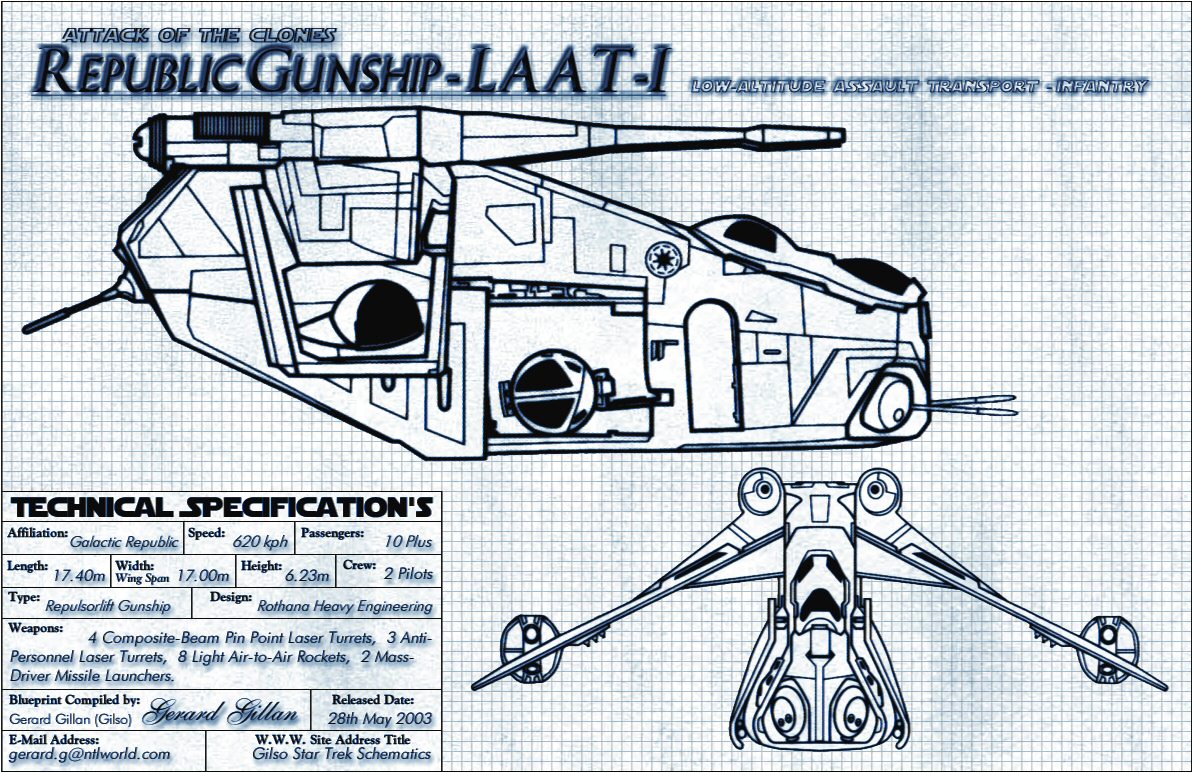 ATTACK OF THE CLONES
REPUBLIC GUNSHIP - LAAT-I
LOW-ALTITUDE ASSAULT TRANSPORT - INFANTRY
TECHNICAL SPECIFICATION'S
Affiliation: Galactic Republic Speed: 620 kph Passengers: 10 Plus
Length: 17.40m Width: Wing Span 17.00m Height: 6.23m Crew: 2 Pilots
Type: Repulsorlift Gunship Design: Rothana Heavy Engineering
Weapons:
4 Composite-Beam Pin Point Laser Turrets, 3 Anti-
Personnel Laser Turrets, 8 Light Air-to-Air Rockets, 2 Mass-
Driver Missile Launchers.
Blueprint Compiled by: Released Date:
Gerard Gillan (Gilso) Gerard Gillan 28th May 2003
E-Mail Address: W.W.W. Site Address Title
gerard.g@ntlworld.com Gilso Star Trek Schematics